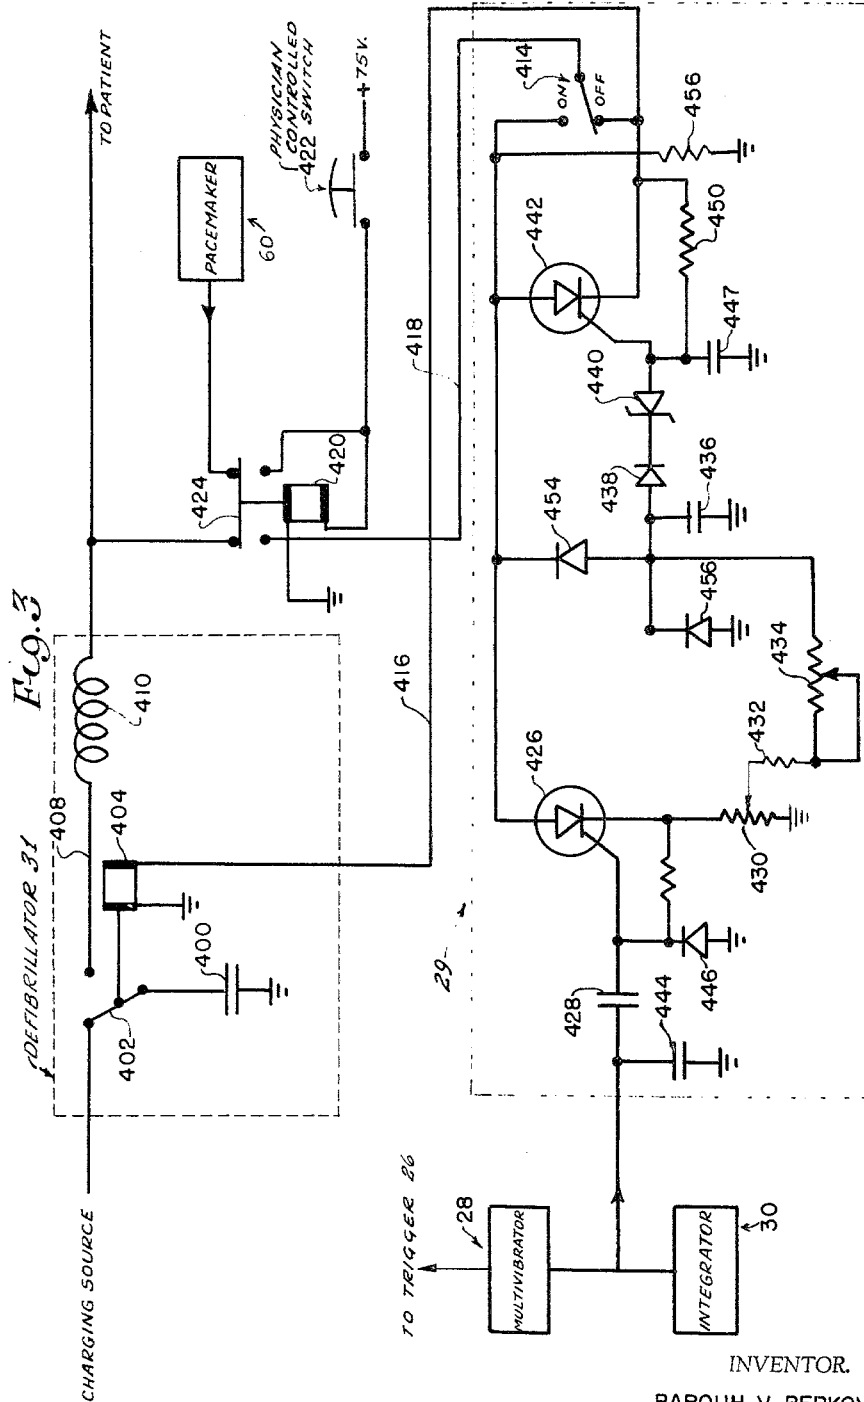 Fig. 3
DEFIBRILLATOR 31
CHARGING SOURCE
TO PATIENT
408
410
402
404
400
PACEMAKER
60
PHYSICIAN
CONTROLLED
422 SWITCH
+75V.
424
420
418
416
414
ON
OFF
456
442
450
447
440
438
436
454
456
434
432
426
430
29
428
446
444
TO TRIGGER 26
28
MULTIVIBRATOR
INTEGRATOR
30
INVENTOR.